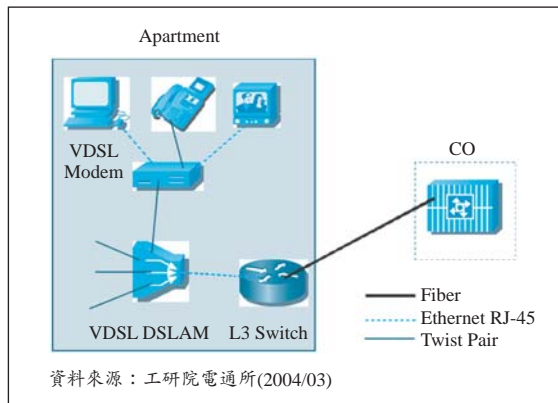 Apartment
VDSL
Modem
CO
VDSL DSLAM
L3 Switch
Fiber
Ethernet RJ-45
Twist Pair
資料來源：工研院電通所(2004/03)